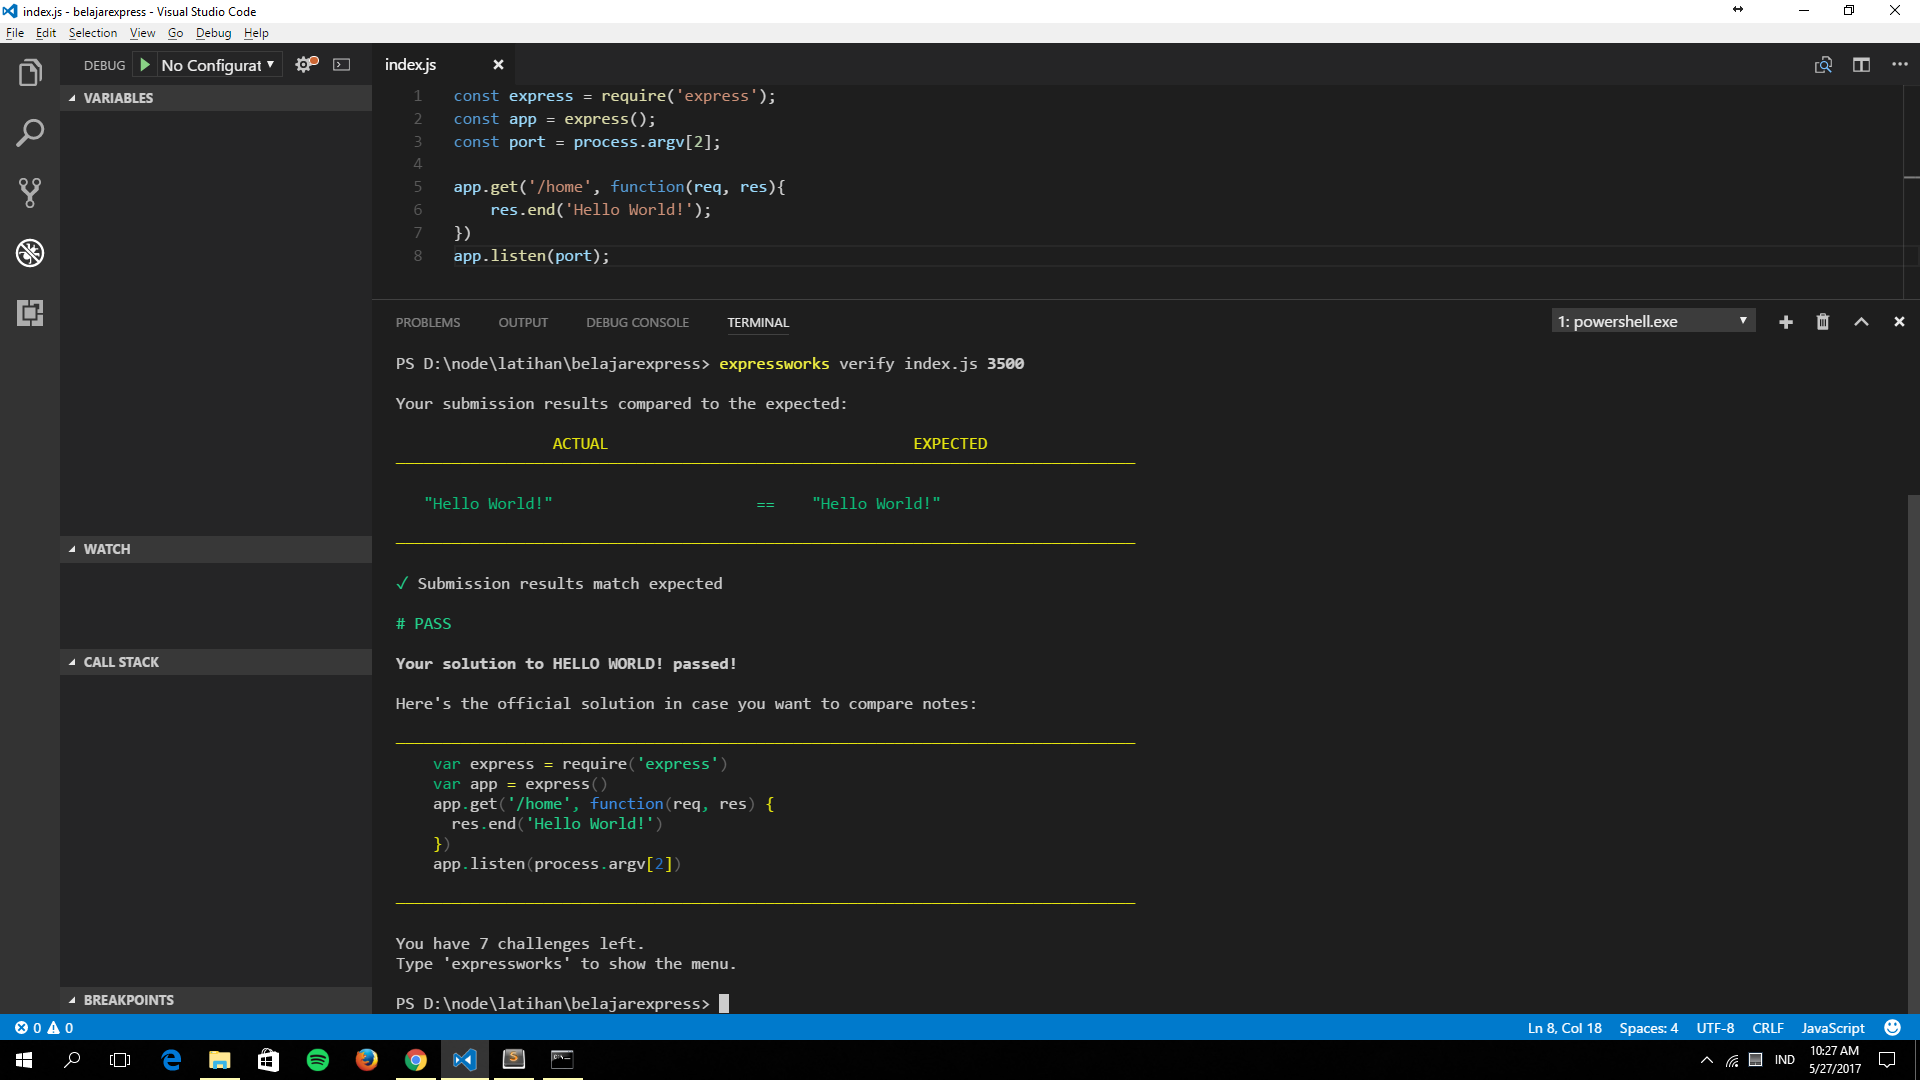 index.js - belajarexpress - Visual Studio Code
File Edit Selection View Go Debug Help
DEBUG No Configurat
index.js
VARIABLES
WATCH
CALL STACK
BREAKPOINTS
1 const express = require('express');
2 const app = express();
3 const port = process.argv[2];
4
5 app.get('/home', function(req, res){
6     res.end('Hello World!');
7 })
8 app.listen(port);
PROBLEMS OUTPUT DEBUG CONSOLE TERMINAL 1: powershell.exe
PS D:\node\latihan\belajarexpress> expressworks verify index.js 3500
Your submission results compared to the expected:
ACTUAL EXPECTED
"Hello World!" == "Hello World!"
✓ Submission results match expected
# PASS
Your solution to HELLO WORLD! passed!
Here's the official solution in case you want to compare notes:
var express = require('express')
var app = express()
app.get('/home', function(req, res) {
  res.end('Hello World!')
})
app.listen(process.argv[2])
You have 7 challenges left.
Type 'expressworks' to show the menu.
PS D:\node\latihan\belajarexpress>
0 0 Ln 8, Col 18 Spaces: 4 UTF-8 CRLF JavaScript
IND 10:27 AM
5/27/2017